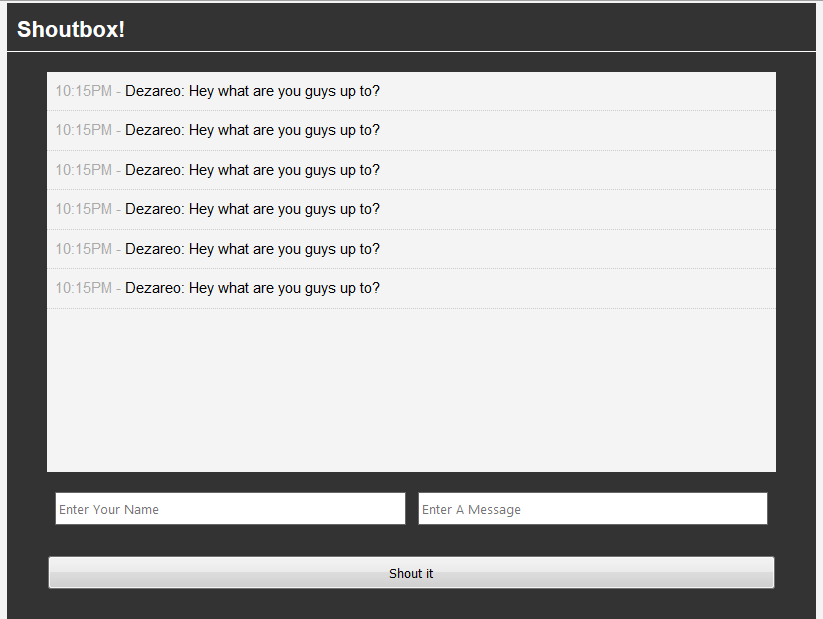 Shoutbox!
10:15PM - Dezareo: Hey what are you guys up to?
10:15PM - Dezareo: Hey what are you guys up to?
10:15PM - Dezareo: Hey what are you guys up to?
10:15PM - Dezareo: Hey what are you guys up to?
10:15PM - Dezareo: Hey what are you guys up to?
10:15PM - Dezareo: Hey what are you guys up to?
Enter Your Name Enter A Message
Shout it